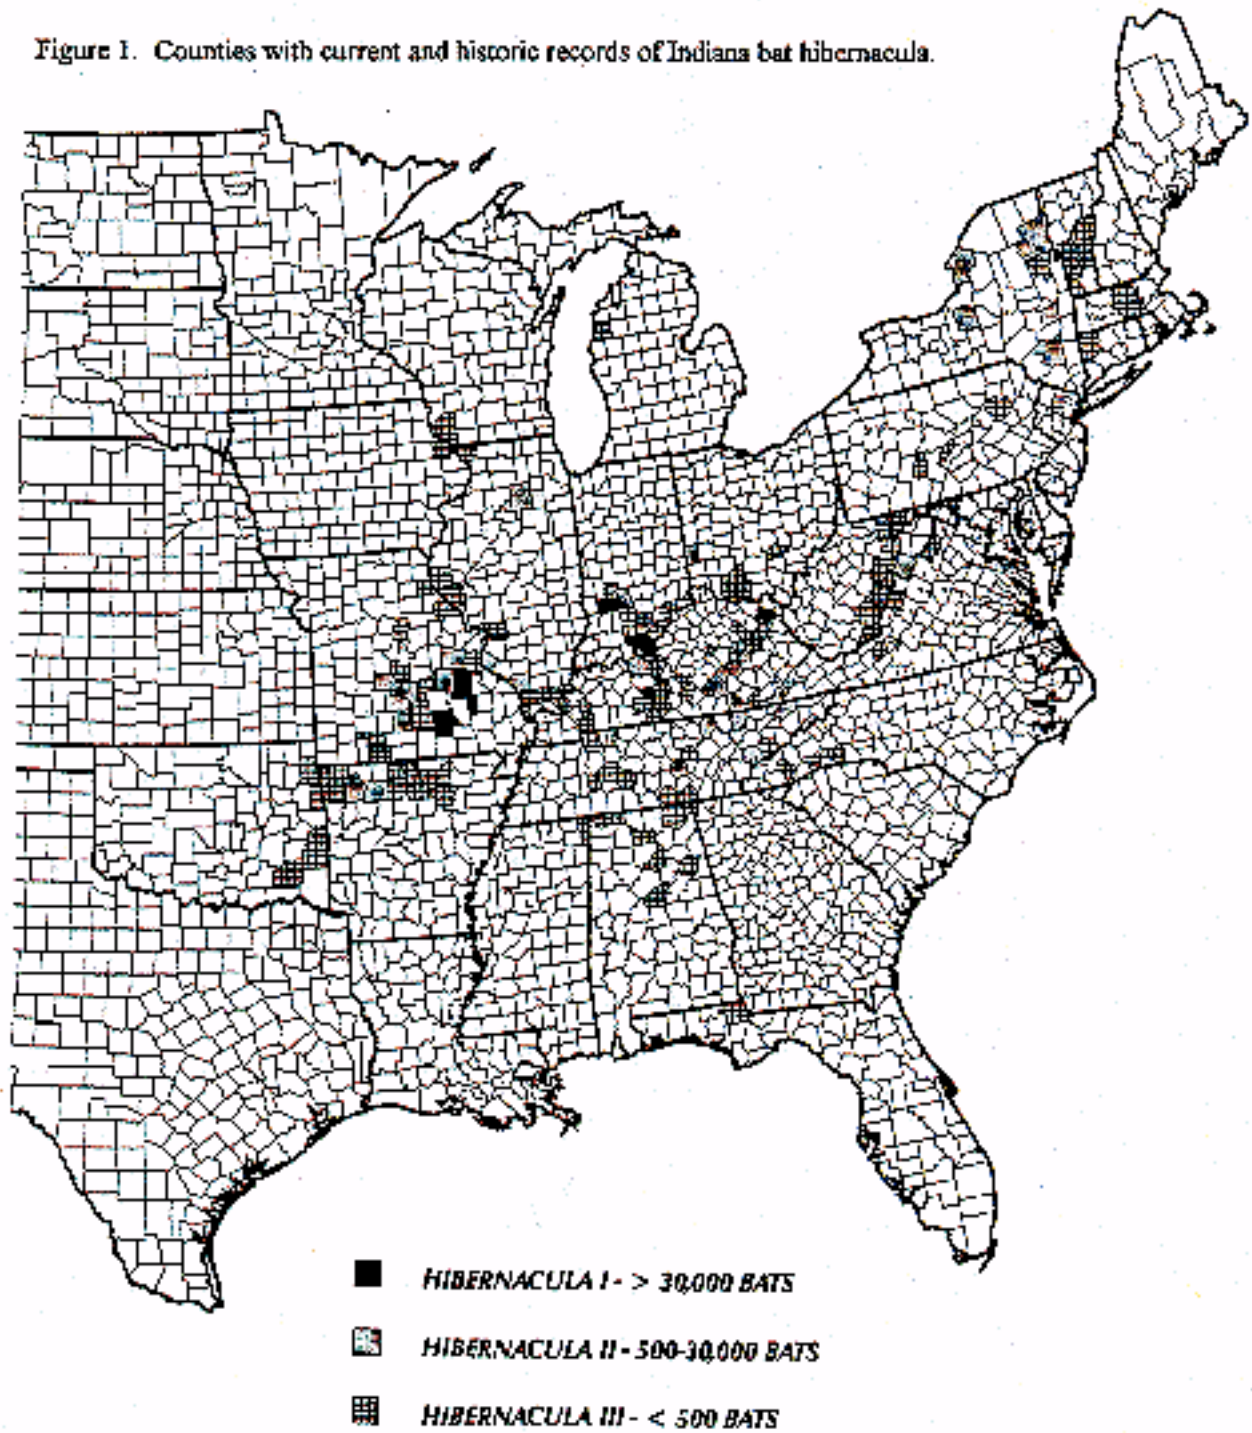 Figure 1. Counties with current and historic records of Indiana bat hibernacula.
HIBERNACULA I - > 30,000 BATS
HIBERNACULA II - 500-30,000 BATS
HIBERNACULA III - < 500 BATS